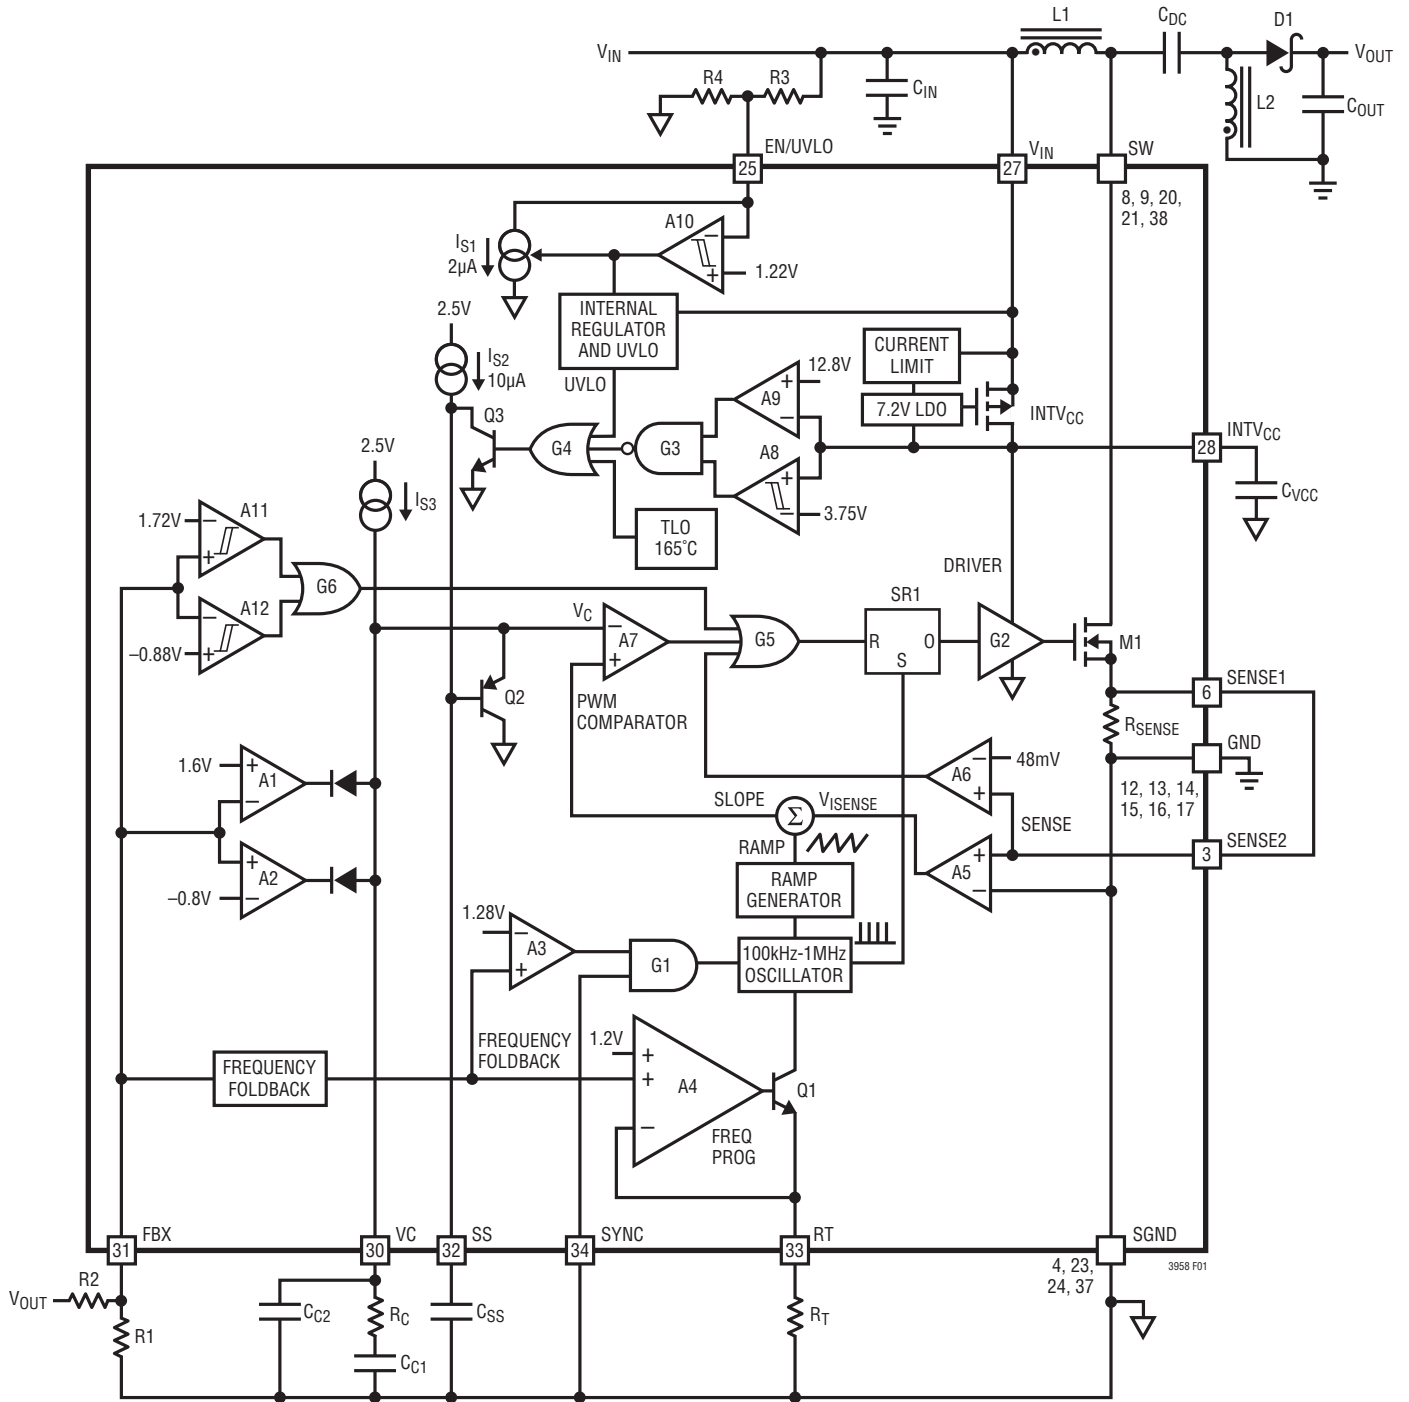 L1
CDC
D1
VIN
VOUT
R4
R3
CIN
L2
COUT
EN/UVLO
VIN
SW
25
27
8, 9, 20,
21, 38
A10
–
+
1.22V
IS1
2µA
2.5V
INTERNAL
REGULATOR
AND UVLO
CURRENT
LIMIT
IS2
10µA
12.8V
UVLO
A9
+
–
7.2V LDO
INTVCC
Q3
2.5V
G4
G3
A8
+
–
INTVCC
28
CVCC
IS3
3.75V
TLO
165˚C
1.72V
A11
–
+
G6
DRIVER
SR1
A12
–
+
–0.88V
VC
–
A7
+
G5
R
O
S
G2
M1
Q2
PWM
COMPARATOR
SENSE1
6
RSENSE
GND
12, 13, 14,
15, 16, 17
1.6V
A1
+
–
A6
–
+
48mV
SLOPE
Σ
VISENSE
SENSE
SENSE2
3
A2
+
–
–0.8V
RAMP
RAMP
GENERATOR
A5
+
–
1.28V
–
A3
+
G1
100kHz-1MHz
OSCILLATOR
FREQUENCY
FOLDBACK
FREQUENCY
FOLDBACK
1.2V
+
+
–
A4
Q1
FREQ
PROG
FBX
VC
SS
SYNC
RT
SGND
31
30
32
34
33
4, 23,
24, 37
3958 F01
R2
VOUT
R1
CC2
RC
CC1
CSS
RT